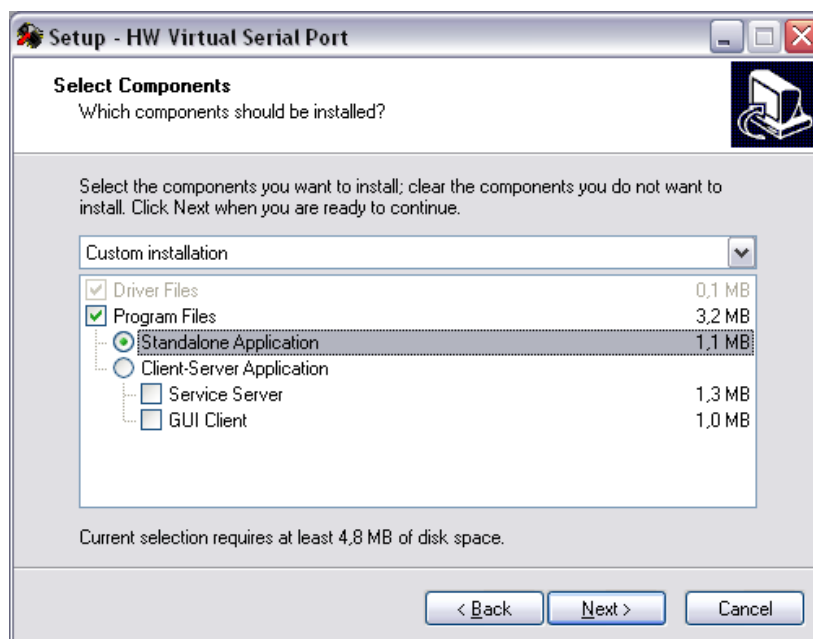 Setup - HW Virtual Serial Port
Select Components
Which components should be installed?
Select the components you want to install; clear the components you do not want to
install. Click Next when you are ready to continue.
Custom installation
Driver Files 0,1 MB
Program Files 3,2 MB
Standalone Application 1,1 MB
Client-Server Application
Service Server 1,3 MB
GUI Client 1,0 MB
Current selection requires at least 4,8 MB of disk space.
< Back Next > Cancel